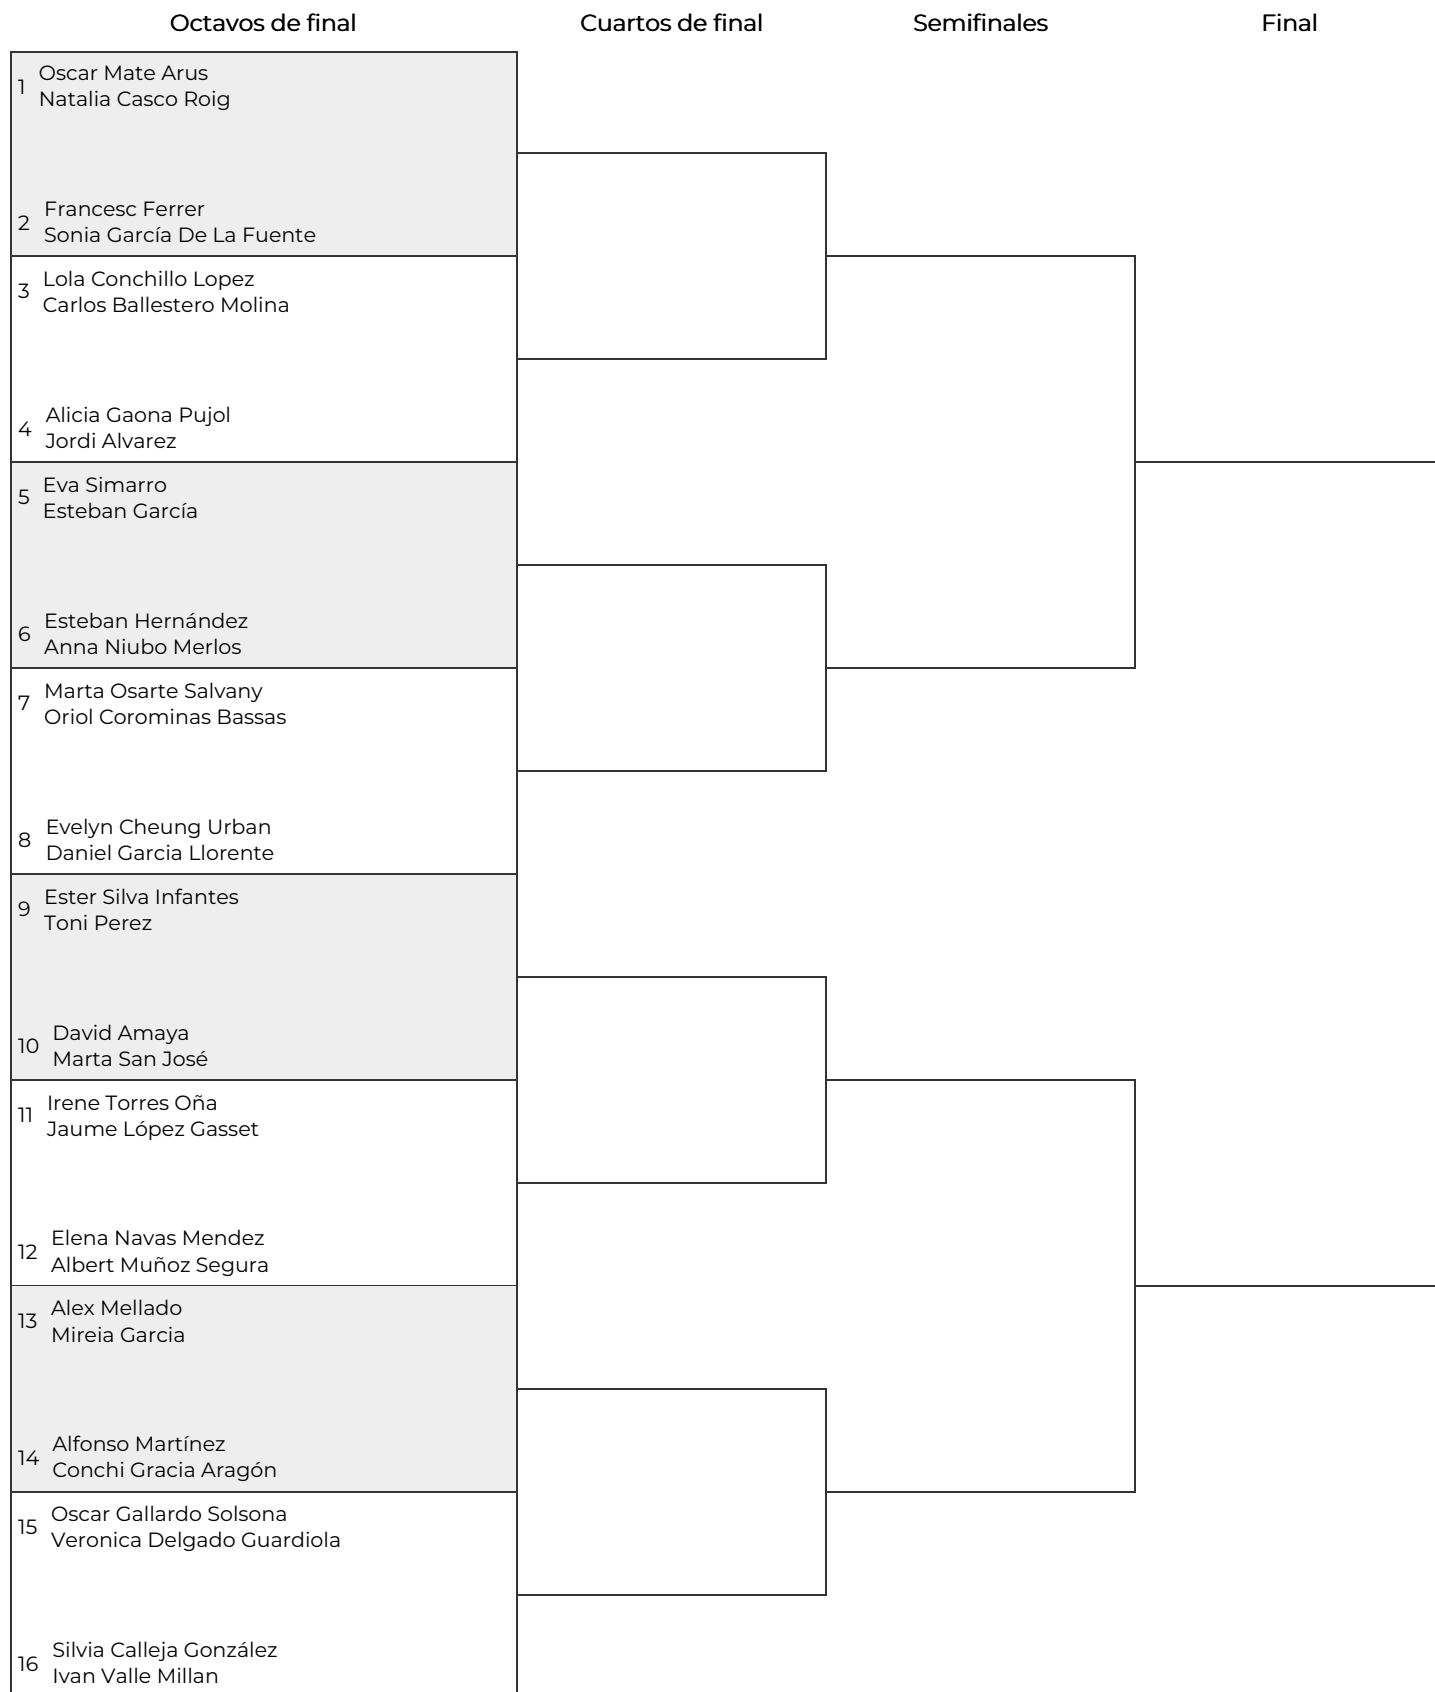 Octavos de final
Cuartos de final
Semifinales
Final
1
Oscar Mate Arus
Natalia Casco Roig
2
Francesc Ferrer
Sonia García De La Fuente
3
Lola Conchillo Lopez
Carlos Ballestero Molina
4
Alicia Gaona Pujol
Jordi Alvarez
5
Eva Simarro
Esteban García
6
Esteban Hernández
Anna Niubo Merlos
7
Marta Osarte Salvany
Oriol Corominas Bassas
8
Evelyn Cheung Urban
Daniel Garcia Llorente
9
Ester Silva Infantes
Toni Perez
10
David Amaya
Marta San José
11
Irene Torres Oña
Jaume López Gasset
12
Elena Navas Mendez
Albert Muñoz Segura
13
Alex Mellado
Mireia Garcia
14
Alfonso Martínez
Conchi Gracia Aragón
15
Oscar Gallardo Solsona
Veronica Delgado Guardiola
16
Silvia Calleja González
Ivan Valle Millan